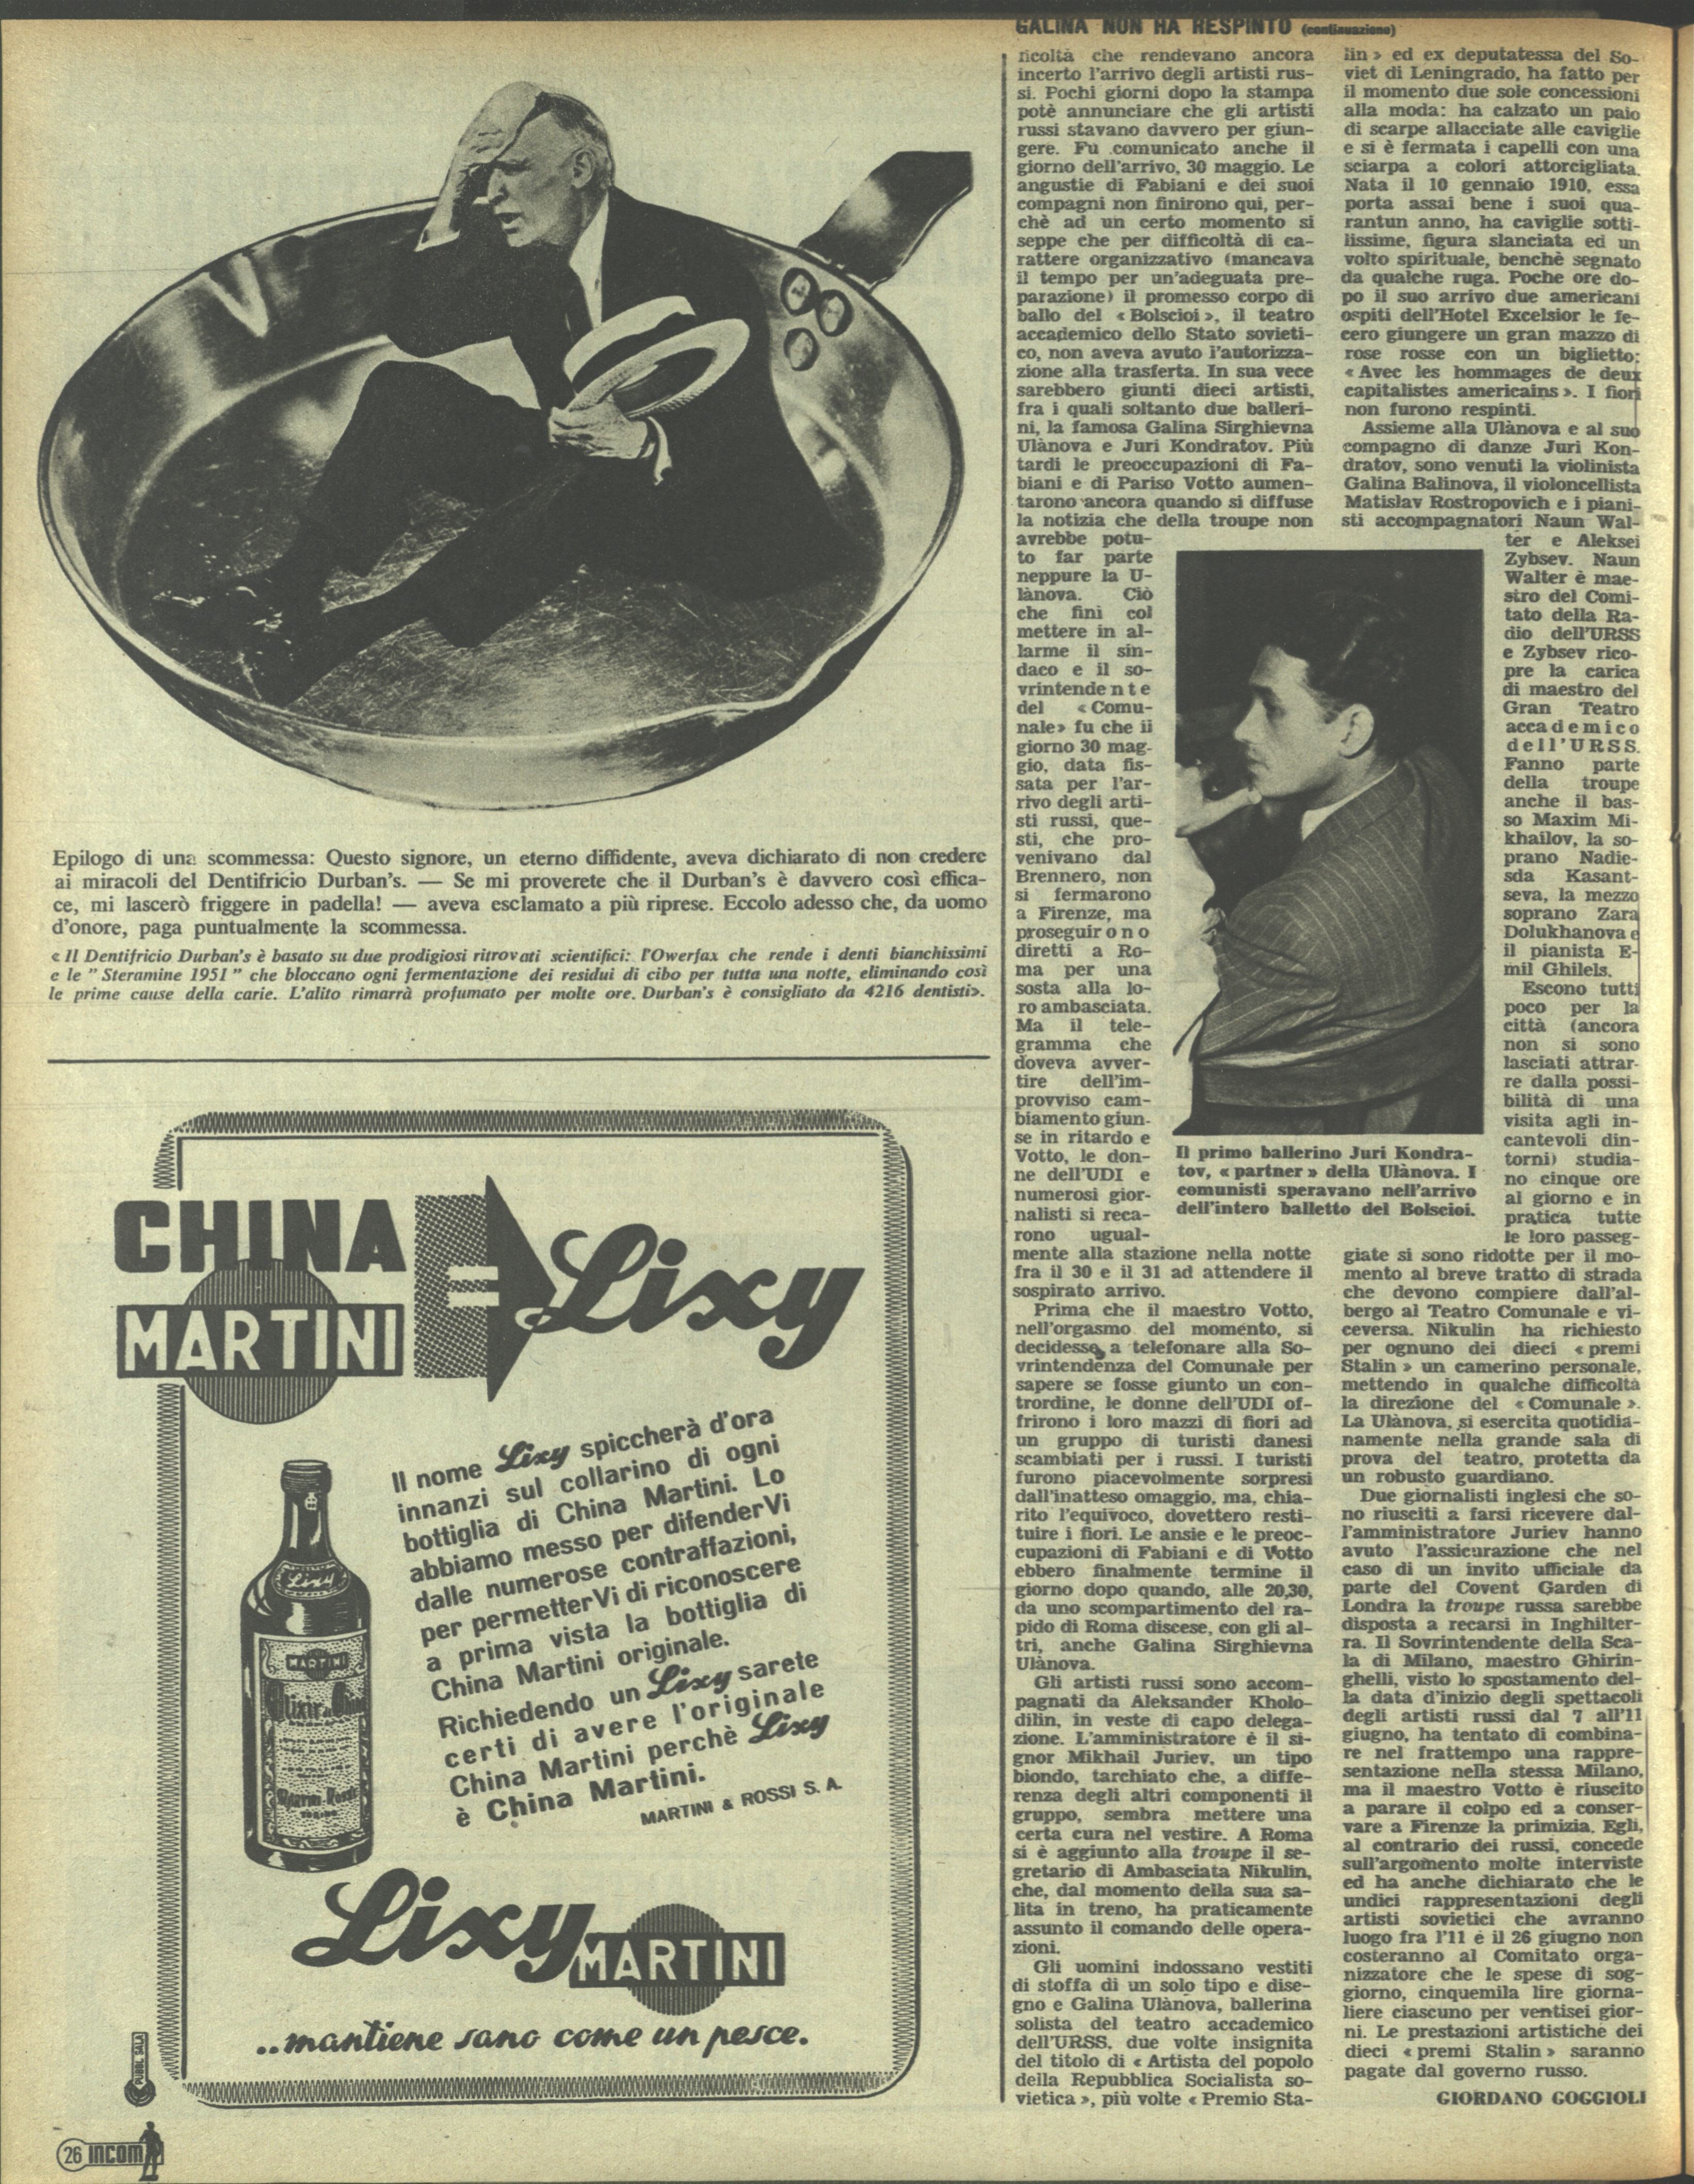 Epilogo di una scommessa: Questo signore, un eterno diffidente, aveva dichiarato di non credere
ai miracoli del Dentifricio Durban's. — Se mi proverete che il Durban's è davvero così effica-
ce, mi lascerò friggere in padella! — aveva esclamato a più riprese. Eccolo adesso che, da uomo
d'onore, paga puntualmente la scommessa.
« Il Dentifricio Durban's è basato su due prodigiosi ritrovati scientifici: l'Owerfax che rende i denti bianchissimi
e le " Steramine 1951 " che bloccano ogni fermentazione dei residui di cibo per tutta una notte, eliminando così
le prime cause della carie. L'alito rimarrà profumato per molte ore. Durban's è consigliato da 4216 dentisti».
CHINA
MARTINI
= Lixy
Il nome Lixy spiccherà d'ora
innanzi sul collarino di ogni
bottiglia di China Martini. Lo
abbiamo messo per difenderVi
dalle numerose contraffazioni,
per permetterVi di riconoscere
a prima vista la bottiglia di
China Martini originale.
Richiedendo un Lixy sarete
certi di avere l'originale
China Martini perchè Lixy
è China Martini.
MARTINI & ROSSI S. A.
Lixy
MARTINI
Elixir di China
Martini & Rossi
TORINO
Lixy MARTINI
..mantiene sano come un pesce.
PUBBL. SALA
26 INCOM
GALINA NON HA RESPINTO (continuazione)
ficoltà che rendevano ancora
incerto l'arrivo degli artisti rus-
si. Pochi giorni dopo la stampa
potè annunciare che gli artisti
russi stavano davvero per giun-
gere. Fu comunicato anche il
giorno dell'arrivo, 30 maggio. Le
angustie di Fabiani e dei suoi
compagni non finirono qui, per-
chè ad un certo momento si
seppe che per difficoltà di ca-
rattere organizzativo (mancava
il tempo per un'adeguata pre-
parazione) il promesso corpo di
ballo del « Bolscioi », il teatro
accademico dello Stato sovieti-
co, non aveva avuto l'autorizza-
zione alla trasferta. In sua vece
sarebbero giunti dieci artisti,
fra i quali soltanto due balleri-
ni, la famosa Galina Sirghievna
Ulànova e Juri Kondratov. Più
tardi le preoccupazioni di Fa-
biani e di Pariso Votto aumen-
tarono ancora quando si diffuse
la notizia che della troupe non
avrebbe potu-
to far parte
neppure la U-
lànova. Ciò
che finì col
mettere in al-
larme il sin-
daco e il so-
vrintendente
del « Comu-
nale» fu che il
giorno 30 mag-
gio, data fis-
sata per l'ar-
rivo degli arti-
sti russi, que-
sti, che pro-
venivano dal
Brennero, non
si fermarono
a Firenze, ma
proseguirono
diretti a Ro-
ma per una
sosta alla lo-
ro ambasciata.
Ma il tele-
gramma che
doveva avver-
tire dell'im-
provviso cam-
biamento giun-
se in ritardo e
Votto, le don-
ne dell'UDI e
numerosi gior-
nalisti si reca-
rono ugual-
mente alla stazione nella notte
fra il 30 e il 31 ad attendere il
sospirato arrivo.
Prima che il maestro Votto,
nell'orgasmo del momento, si
decidesse a telefonare alla So-
vrintendenza del Comunale per
sapere se fosse giunto un con-
trordine, le donne dell'UDI of-
frirono i loro mazzi di fiori ad
un gruppo di turisti danesi
scambiati per i russi. I turisti
furono piacevolmente sorpresi
dall'inatteso omaggio, ma, chia-
rito l'equivoco, dovettero resti-
tuire i fiori. Le ansie e le preoc-
cupazioni di Fabiani e di Votto
ebbero finalmente termine il
giorno dopo quando, alle 20,30,
da uno scompartimento del ra-
pido di Roma discese, con gli al-
tri, anche Galina Sirghievna
Ulànova.
Gli artisti russi sono accom-
pagnati da Aleksander Kholo-
dilin, in veste di capo delega-
zione. L'amministratore è il si-
gnor Mikhail Juriev, un tipo
biondo, tarchiato che, a diffe-
renza degli altri componenti il
gruppo, sembra mettere una
certa cura nel vestire. A Roma
si è aggiunto alla troupe il se-
gretario di Ambasciata Nikulin,
che, dal momento della sua sa-
lita in treno, ha praticamente
assunto il comando delle opera-
zioni.
Gli uomini indossano vestiti
di stoffa di un solo tipo e dise-
gno e Galina Ulànova, ballerina
solista del teatro accademico
dell'URSS, due volte insignita
del titolo di « Artista del popolo
della Repubblica Socialista so-
vietica », più volte « Premio Sta-
Il primo ballerino Juri Kondra-
tov, « partner » della Ulànova. I
comunisti speravano nell'arrivo
dell'intero balletto del Bolscioi.
lin » ed ex deputatessa del So-
viet di Leningrado, ha fatto per
il momento due sole concessioni
alla moda: ha calzato un paio
di scarpe allacciate alle caviglie
e si è fermata i capelli con una
sciarpa a colori attorcigliata.
Nata il 10 gennaio 1910, essa
porta assai bene i suoi qua-
rantun anno, ha caviglie sotti-
lissime, figura slanciata ed un
volto spirituale, benchè segnato
da qualche ruga. Poche ore do-
po il suo arrivo due americani
ospiti dell'Hotel Excelsior le fe-
cero giungere un gran mazzo di
rose rosse con un biglietto:
« Avec les hommages de deux
capitalistes americains ». I fiori
non furono respinti.
Assieme alla Ulànova e al suo
compagno di danze Juri Kon-
dratov, sono venuti la violinista
Galina Balinova, il violoncellista
Matislav Rostropovich e i piani-
sti accompagnatori Naun Wal-
ter e Aleksei
Zybsev. Naun
Walter è mae-
stro del Comi-
tato della Ra-
dio dell'URSS
e Zybsev rico-
pre la carica
di maestro del
Gran Teatro
accademico
dell'URSS.
Fanno parte
della troupe
anche il bas-
so Maxim Mi-
khailov, la so-
prano Nadie-
sda Kasant-
seva, la mezzo
soprano Zara
Dolukhanova e
il pianista E-
mil Ghilels.
Escono tutti
poco per la
città (ancora
non si sono
lasciati attrar-
re dalla possi-
bilità di una
visita agli in-
cantevoli din-
torni) studia-
no cinque ore
al giorno e in
pratica tutte
le loro passeg-
giate si sono ridotte per il mo-
mento al breve tratto di strada
che devono compiere dall'al-
bergo al Teatro Comunale e vi-
ceversa. Nikulin ha richiesto
per ognuno dei dieci « premi
Stalin » un camerino personale,
mettendo in qualche difficoltà
la direzione del « Comunale ».
La Ulànova, si esercita quotidia-
namente nella grande sala di
prova del teatro, protetta da
un robusto guardiano.
Due giornalisti inglesi che so-
no riusciti a farsi ricevere dal-
l'amministratore Juriev hanno
avuto l'assicurazione che nel
caso di un invito ufficiale da
parte del Covent Garden di
Londra la troupe russa sarebbe
disposta a recarsi in Inghilter-
ra. Il Sovrintendente della Sca-
la di Milano, maestro Ghirin-
ghelli, visto lo spostamento del-
la data d'inizio degli spettacoli
degli artisti russi dal 7 all'11
giugno, ha tentato di combina-
re nel frattempo una rappre-
sentazione nella stessa Milano,
ma il maestro Votto è riuscito
a parare il colpo ed a conser-
vare a Firenze la primizia. Egli,
al contrario dei russi, concede
sull'argomento molte interviste
ed ha anche dichiarato che le
undici rappresentazioni degli
artisti sovietici che avranno
luogo fra l'11 e il 26 giugno non
costeranno al Comitato orga-
nizzatore che le spese di sog-
giorno, cinquemila lire giorna-
liere ciascuno per ventisei gior-
ni. Le prestazioni artistiche dei
dieci « premi Stalin » saranno
pagate dal governo russo.
GIORDANO GOGGIOLI